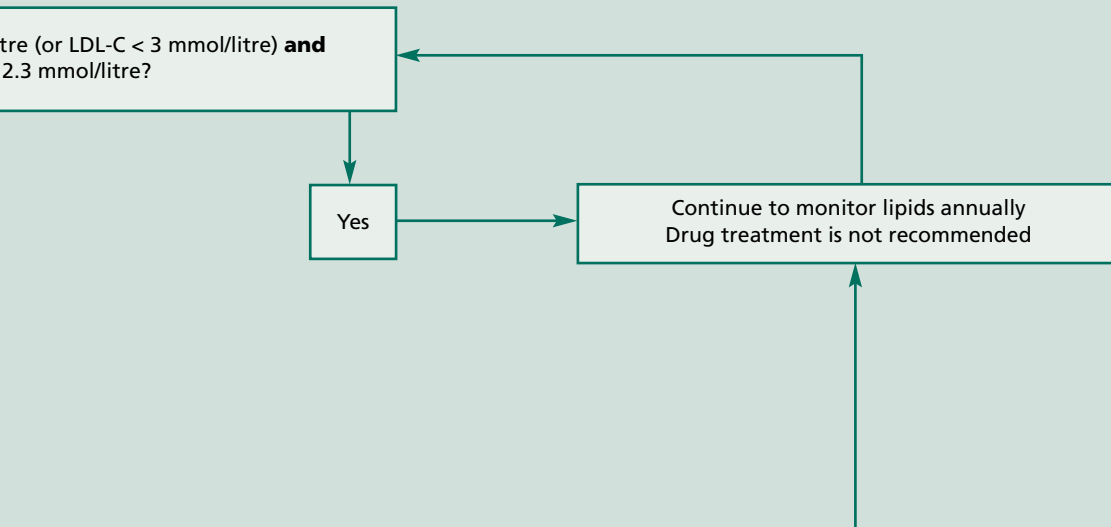 tre (or LDL-C < 3 mmol/litre) and
2.3 mmol/litre?
Yes
Continue to monitor lipids annually
Drug treatment is not recommended